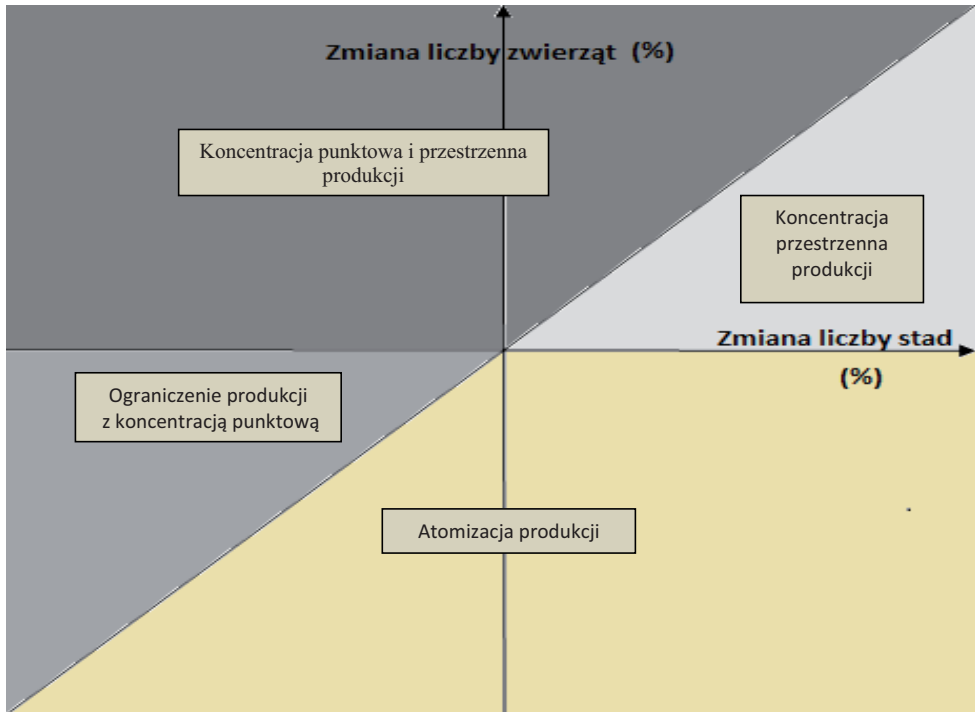 Zmiana liczby zwierząt (%)
Koncentracja punktowa i przestrzenna
produkcji
Koncentracja
przestrzenna
produkcji
Zmiana liczby stad
(%)
Ograniczenie produkcji
z koncentracją punktową
Atomizacja produkcji